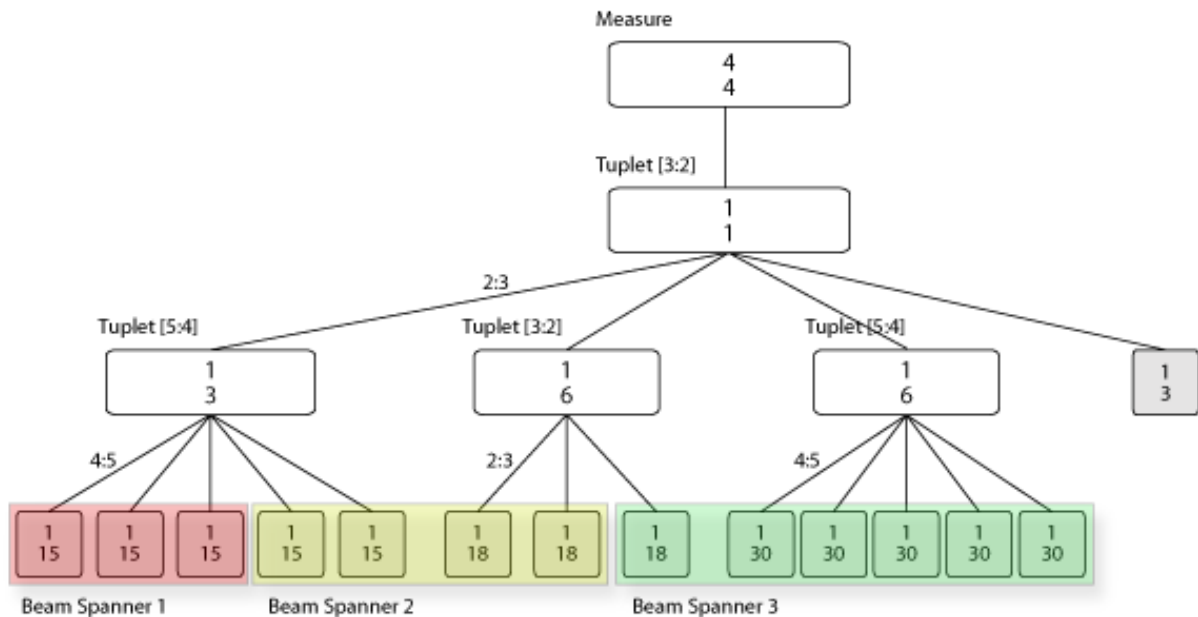 Measure
4
4
Tuplet [3:2]
1
1
2:3
Tuplet [5:4] Tuplet [3:2] Tuplet [5:4]
1 1 1 1
3 6 6 3
4:5 2:3 4:5
1 1 1 1 1 1 1 1 1 1 1 1 1
15 15 15 15 15 18 18 18 30 30 30 30 30
Beam Spanner 1 Beam Spanner 2 Beam Spanner 3